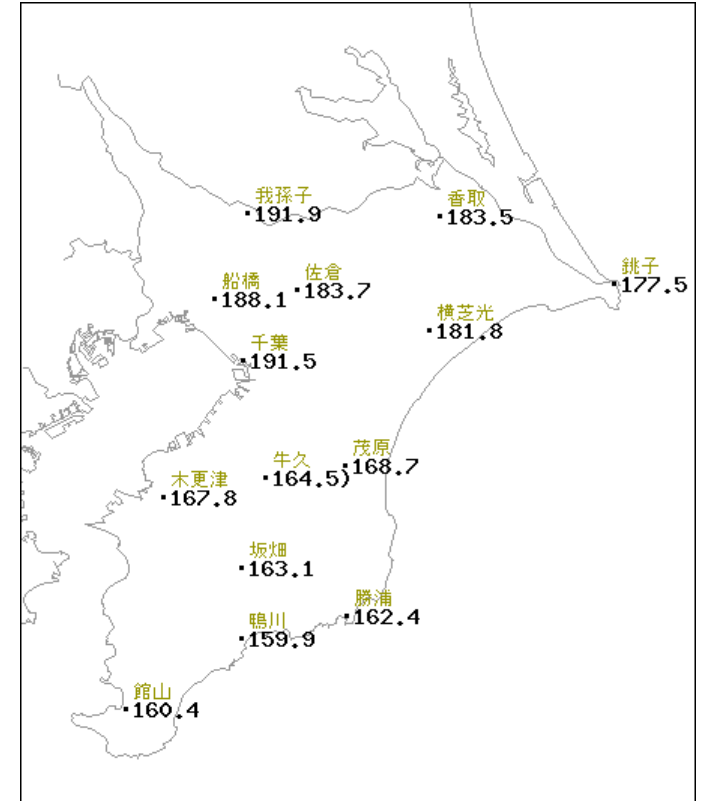 我孫子
191.9
香取
183.5
銚子
177.5
船橋
188.1
佐倉
183.7
横芝光
181.8
千葉
191.5
茂原
168.7
牛久
164.5)
木更津
167.8
坂畑
163.1
勝浦
162.4
鴨川
159.9
館山
160.4